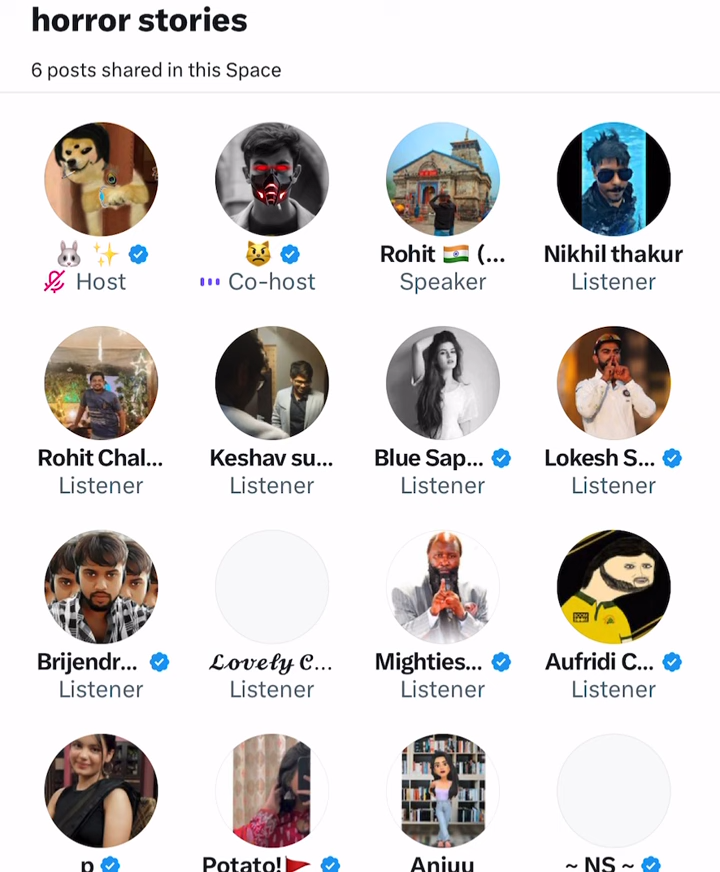 horror stories
6 posts shared in this Space
🐰 ✨
😾
Rohit 🇮🇳 (...
Nikhil thakur
Host
Co-host
Speaker
Listener
Rohit Chal...
Keshav su...
Blue Sap...
Lokesh S...
Listener
Listener
Listener
Listener
Brijendr...
𝓛𝓸𝓿𝓮𝓵𝔂 𝓒...
Mighties...
Aufridi C...
Listener
Listener
Listener
Listener
p
Potato!🚩
Anjuu
~ NS ~